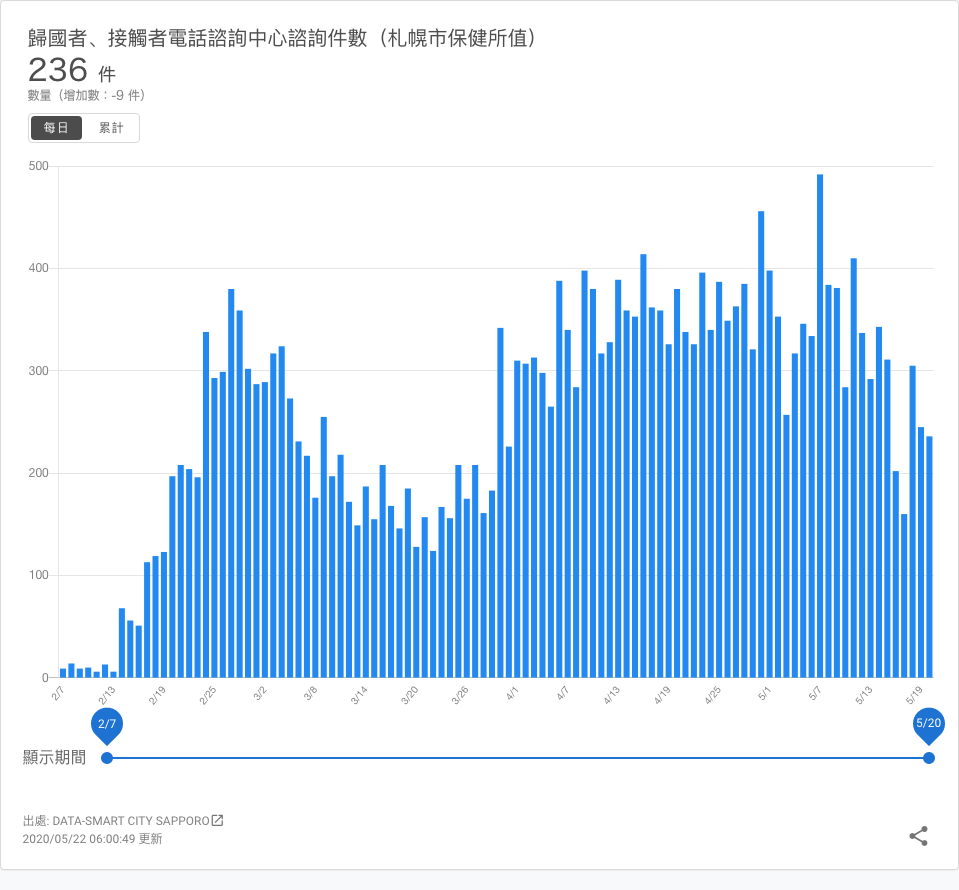 歸國者、接觸者電話諮詢中心諮詢件數（札幌市保健所值）
236 件
數量（增加數：-9 件）
每日 累計
500
400
300
200
100
0
2/7 2/13 2/19 2/25 3/2 3/8 3/14 3/20 3/26 4/1 4/7 4/13 4/19 4/25 5/1 5/7 5/13 5/19
2/7 5/20
顯示期間
出處: DATA-SMART CITY SAPPORO
2020/05/22 06:00:49 更新